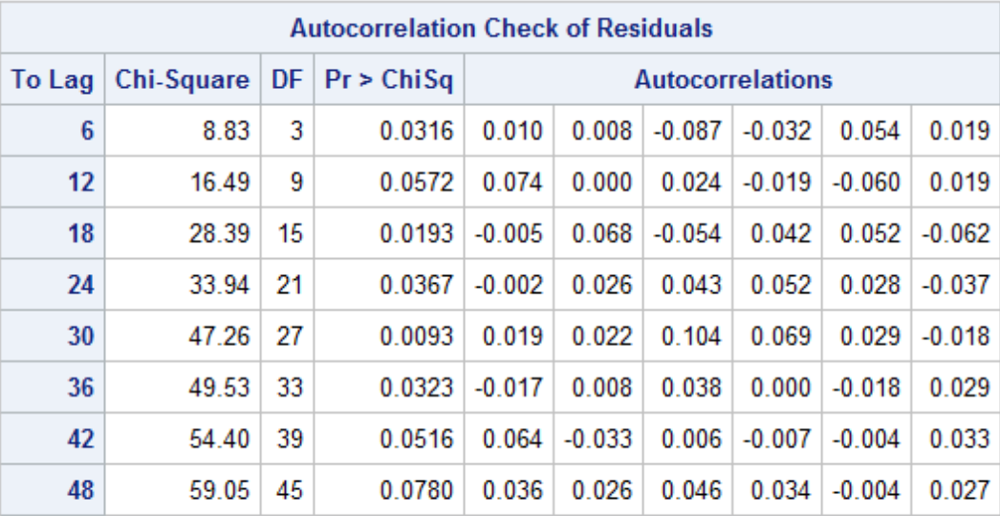 Autocorrelation Check of Residuals
To Lag Chi-Square DF Pr > ChiSq Autocorrelations
6 8.83 3 0.0316 0.010 0.008 -0.087 -0.032 0.054 0.019
12 16.49 9 0.0572 0.074 0.000 0.024 -0.019 -0.060 0.019
18 28.39 15 0.0193 -0.005 0.068 -0.054 0.042 0.052 -0.062
24 33.94 21 0.0367 -0.002 0.026 0.043 0.052 0.028 -0.037
30 47.26 27 0.0093 0.019 0.022 0.104 0.069 0.029 -0.018
36 49.53 33 0.0323 -0.017 0.008 0.038 0.000 -0.018 0.029
42 54.40 39 0.0516 0.064 -0.033 0.006 -0.007 -0.004 0.033
48 59.05 45 0.0780 0.036 0.026 0.046 0.034 -0.004 0.027